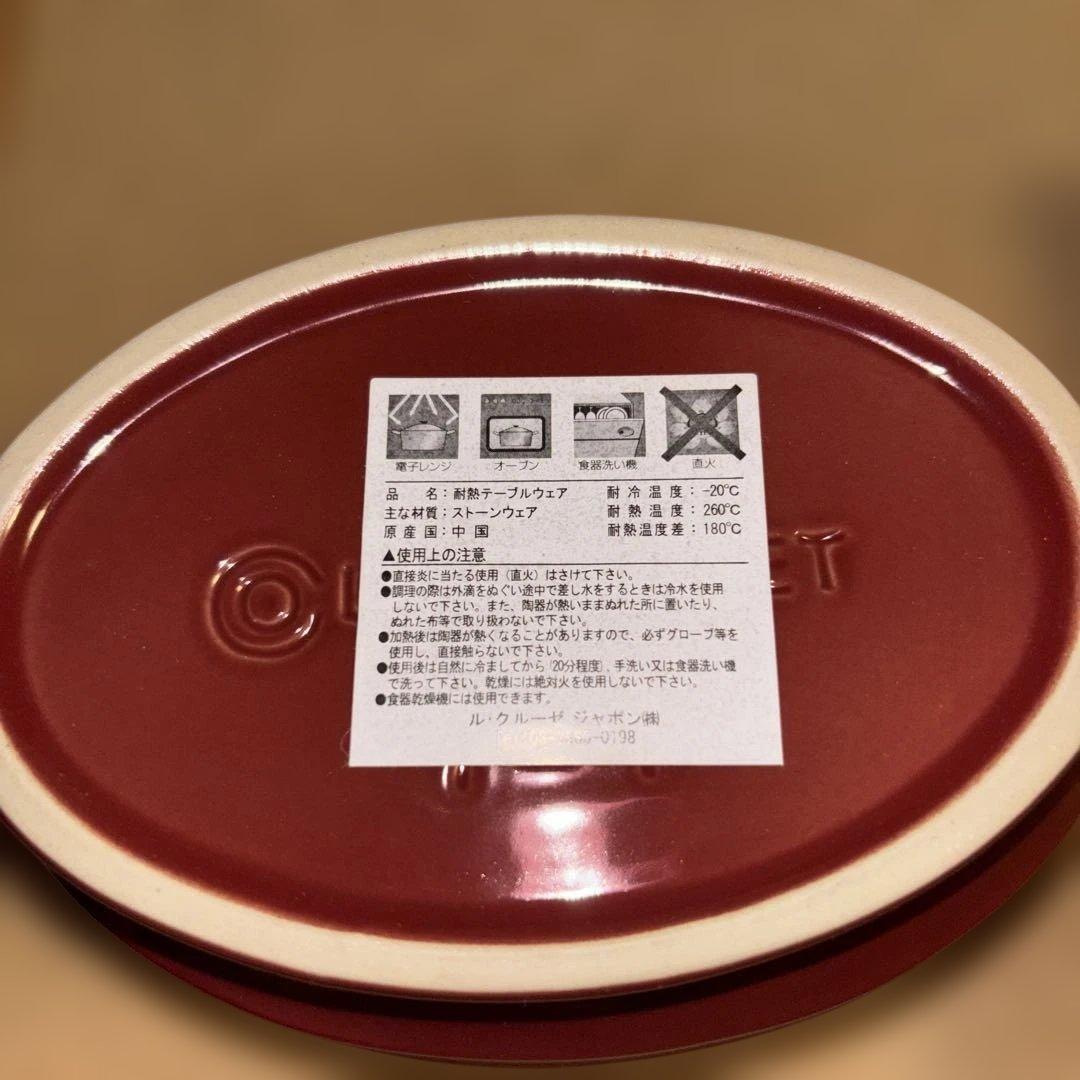 電子レンジ オーブン 食器洗い機 直火
品 名：耐熱テーブルウェア 耐冷温度：-20℃
主な材質：ストーンウェア 耐熱温度：260℃
原産国：中国 耐熱温度差：180℃
▲使用上の注意
●直接炎に当たる使用（直火）はさけて下さい。
●調理の際は外滴をぬぐい途中で差し水をするときは冷水を使用
しないで下さい。また、陶器が熱いままぬれた所に置いたり、
ぬれた布等で取り扱わないで下さい。
●加熱後は陶器が熱くなることがありますので、必ずグローブ等を
使用し、直接触らないで下さい。
●使用後は自然に冷ましてから（20分程度）、手洗い又は食器洗い機
で洗って下さい。乾燥には絶対火を使用しないで下さい。
●食器乾燥機には使用できます。
ル・クルーゼ ジャポン㈱
-0198